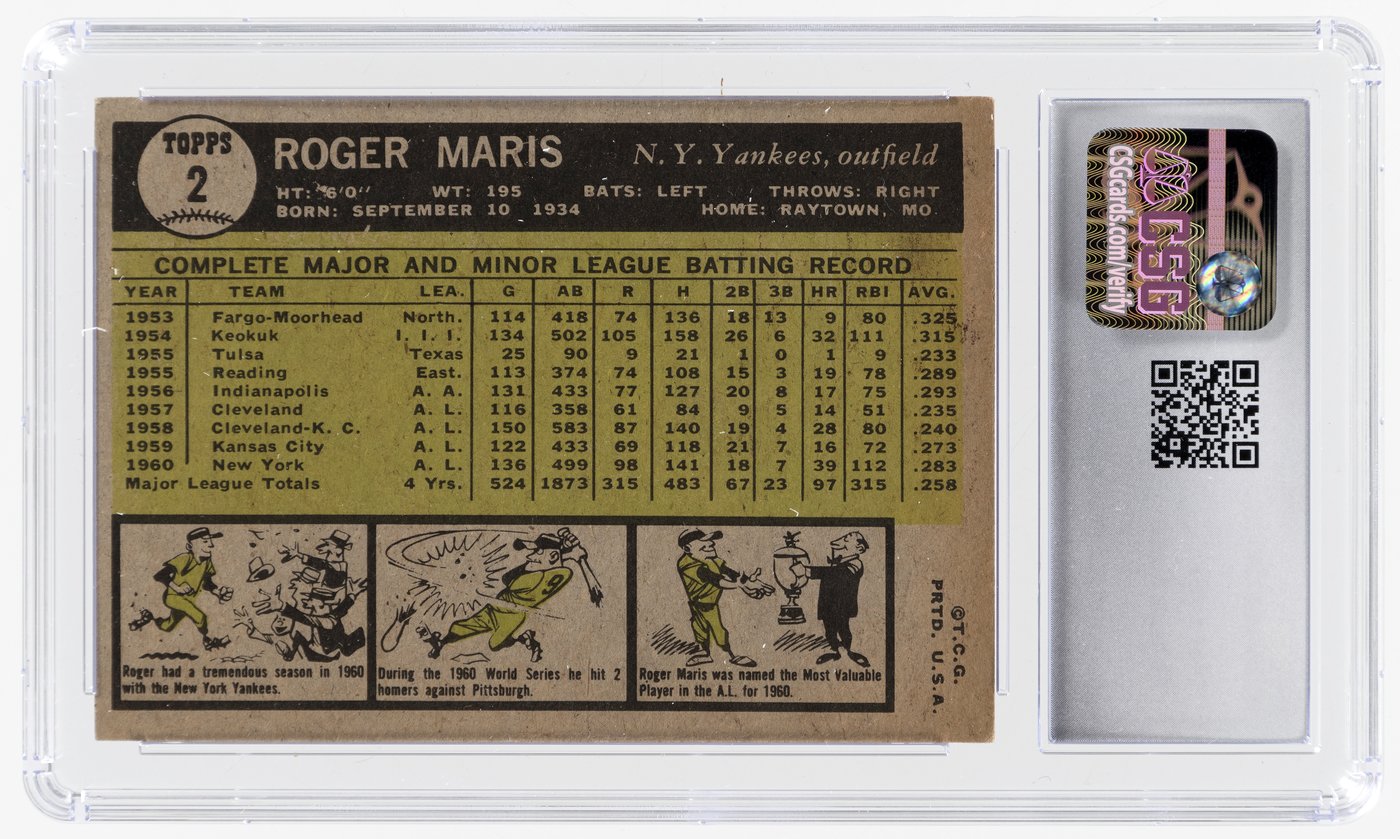 TOPPS
2
ROGER MARIS N. Y. Yankees, outfield
HT: 6'0" WT: 195 BATS: LEFT THROWS: RIGHT
BORN: SEPTEMBER 10 1934 HOME: RAYTOWN, MO.
COMPLETE MAJOR AND MINOR LEAGUE BATTING RECORD
YEAR TEAM LEA. G AB R H 2B 3B HR RBI AVG.
1953 Fargo-Moorhead North. 114 418 74 136 18 13 9 80 .325
1954 Keokuk I. I. I. 134 502 105 158 26 6 32 111 .315
1955 Tulsa Texas 25 90 9 21 1 0 1 9 .233
1955 Reading East. 113 374 74 108 15 3 19 78 .289
1956 Indianapolis A. A. 131 433 77 127 20 8 17 75 .293
1957 Cleveland A. L. 116 358 61 84 9 5 14 51 .235
1958 Cleveland-K. C. A. L. 150 583 87 140 19 4 28 80 .240
1959 Kansas City A. L. 122 433 69 118 21 7 16 72 .273
1960 New York A. L. 136 499 98 141 18 7 39 112 .283
Major League Totals 4 Yrs. 524 1873 315 483 67 23 97 315 .258
9
Roger had a tremendous season in 1960
with the New York Yankees.
During the 1960 World Series he hit 2
homers against Pittsburgh.
Roger Maris was named the Most Valuable
Player in the A.L. for 1960.
©T.C.G.
PRTD. U.S.A.
CSG
CSGcards.com/verify